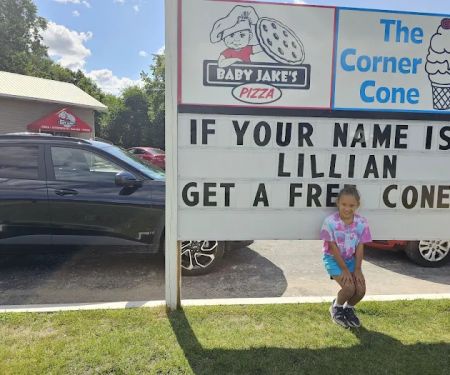 BABY JAKE'S
PIZZA
The
Corner
Cone
IF YOUR NAME IS
LILLIAN
GET A FREE CONE